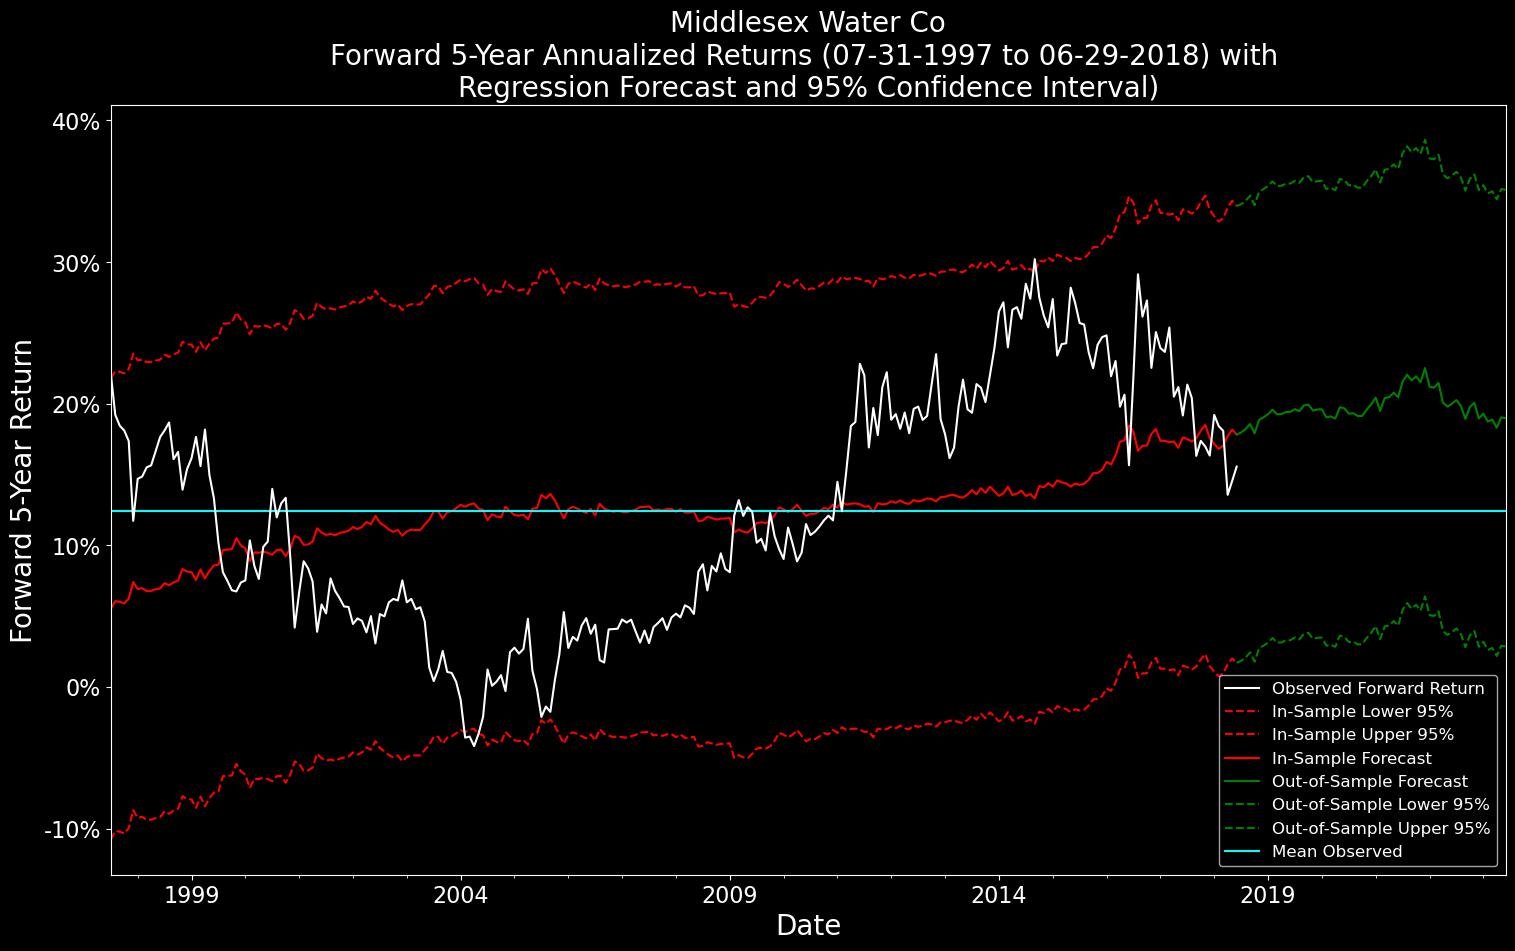 Middlesex Water Co
Forward 5-Year Annualized Returns (07-31-1997 to 06-29-2018) with
Regression Forecast and 95% Confidence Interval)
Forward 5-Year Return
40%
30%
20%
10%
0%
-10%
Observed Forward Return
In-Sample Lower 95%
In-Sample Upper 95%
In-Sample Forecast
Out-of-Sample Forecast
Out-of-Sample Lower 95%
Out-of-Sample Upper 95%
Mean Observed
1999 2004 2009 2014 2019
Date